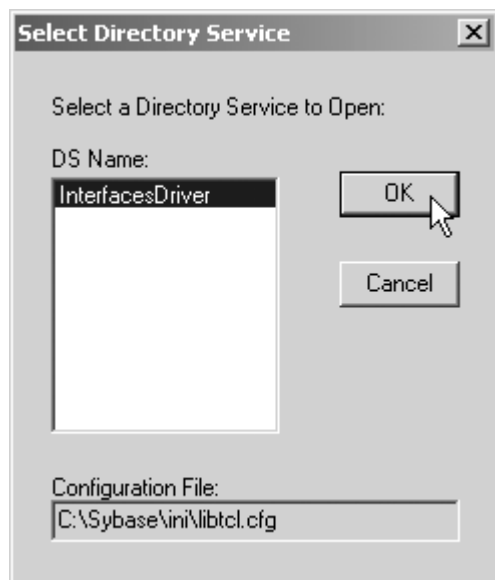 Select Directory Service
Select a Directory Service to Open:
DS Name:
InterfacesDriver
OK
Cancel
Configuration File:
C:\Sybase\ini\libtcl.cfg